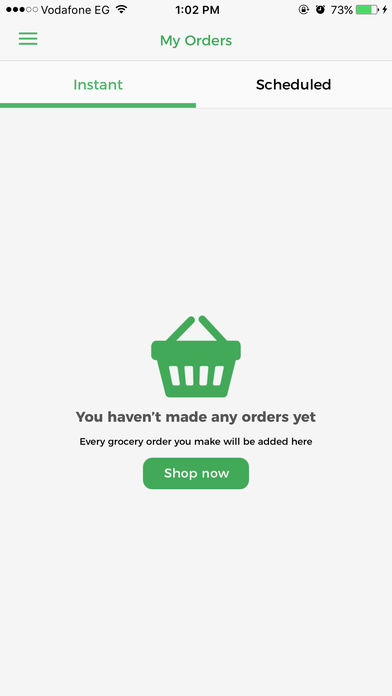 Vodafone EG 1:02 PM 73%
My Orders
Instant Scheduled
You haven’t made any orders yet
Every grocery order you make will be added here
Shop now